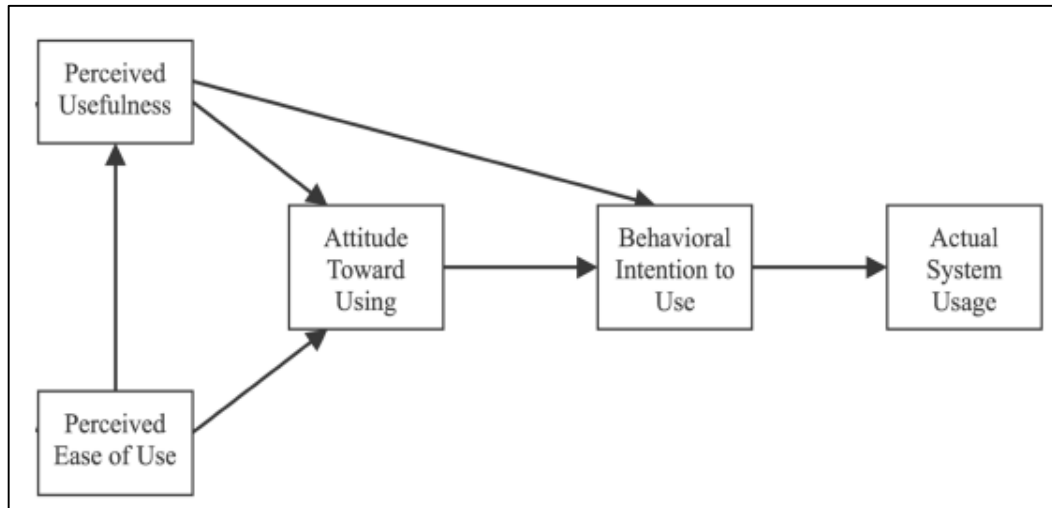 Perceived
Usefulness
Attitude
Toward
Using
Behavioral
Intention to
Use
Actual
System
Usage
Perceived
Ease of Use